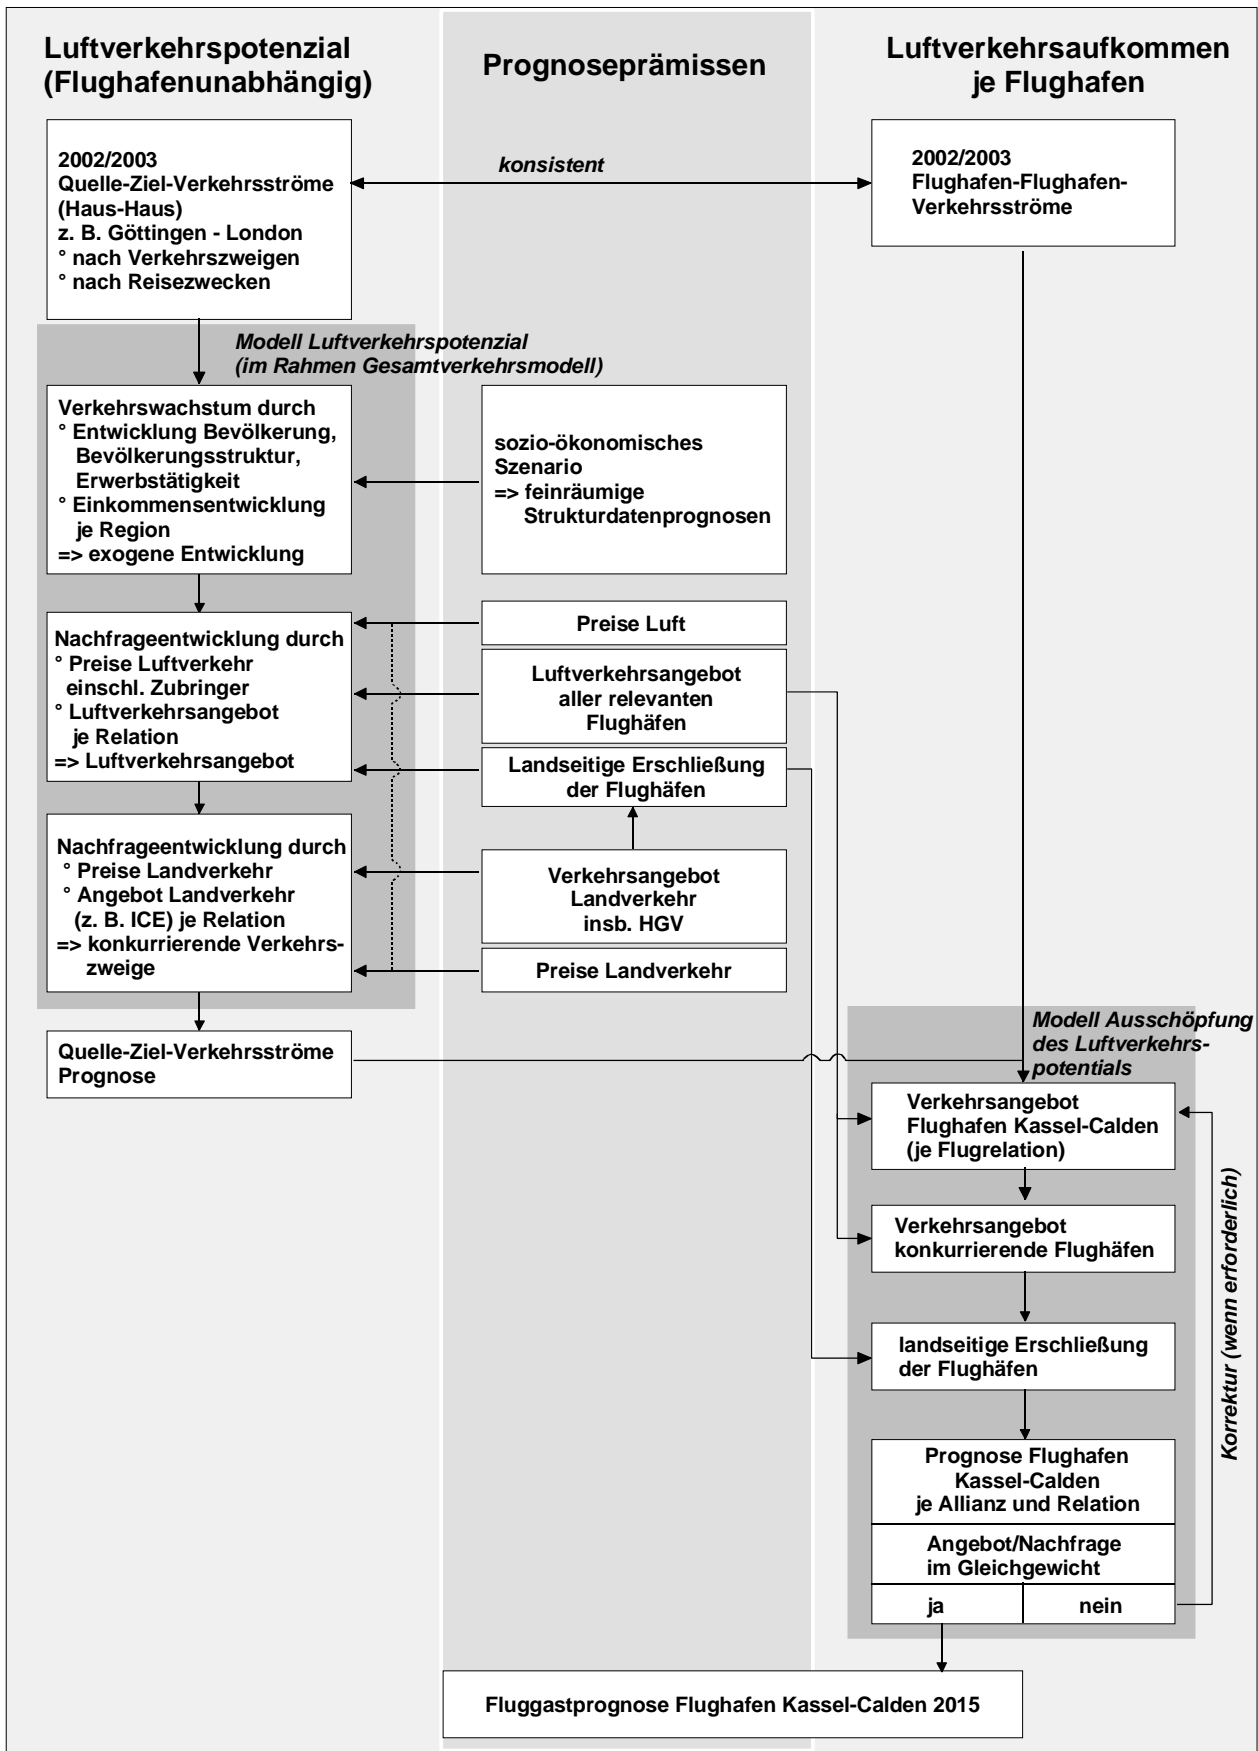 Luftverkehrspotenzial
(Flughafenunabhängig)
Prognoseprämissen
Luftverkehrsaufkommen
je Flughafen
2002/2003
Quelle-Ziel-Verkehrsströme
(Haus-Haus)
z. B. Göttingen - London
° nach Verkehrszweigen
° nach Reisezwecken
konsistent
2002/2003
Flughafen-Flughafen-
Verkehrsströme
Modell Luftverkehrspotenzial
(im Rahmen Gesamtverkehrsmodell)
Verkehrswachstum durch
° Entwicklung Bevölkerung,
Bevölkerungsstruktur,
Erwerbstätigkeit
° Einkommensentwicklung
je Region
=> exogene Entwicklung
sozio-ökonomisches
Szenario
=> feinräumige
Strukturdatenprognosen
Nachfrageentwicklung durch
° Preise Luftverkehr
einschl. Zubringer
° Luftverkehrsangebot
je Relation
=> Luftverkehrsangebot
Preise Luft
Luftverkehrsangebot
aller relevanten
Flughäfen
Landseitige Erschließung
der Flughäfen
Nachfrageentwicklung durch
° Preise Landverkehr
° Angebot Landverkehr
(z. B. ICE) je Relation
=> konkurrierende Verkehrs-
zweige
Verkehrsangebot
Landverkehr
insb. HGV
Preise Landverkehr
Quelle-Ziel-Verkehrsströme
Prognose
Modell Ausschöpfung
des Luftverkehrs-
potentials
Verkehrsangebot
Flughafen Kassel-Calden
(je Flugrelation)
Verkehrsangebot
konkurrierende Flughäfen
landseitige Erschließung
der Flughäfen
Korrektur (wenn erforderlich)
Prognose Flughafen
Kassel-Calden
je Allianz und Relation
Angebot/Nachfrage
im Gleichgewicht
ja
nein
Fluggastprognose Flughafen Kassel-Calden 2015